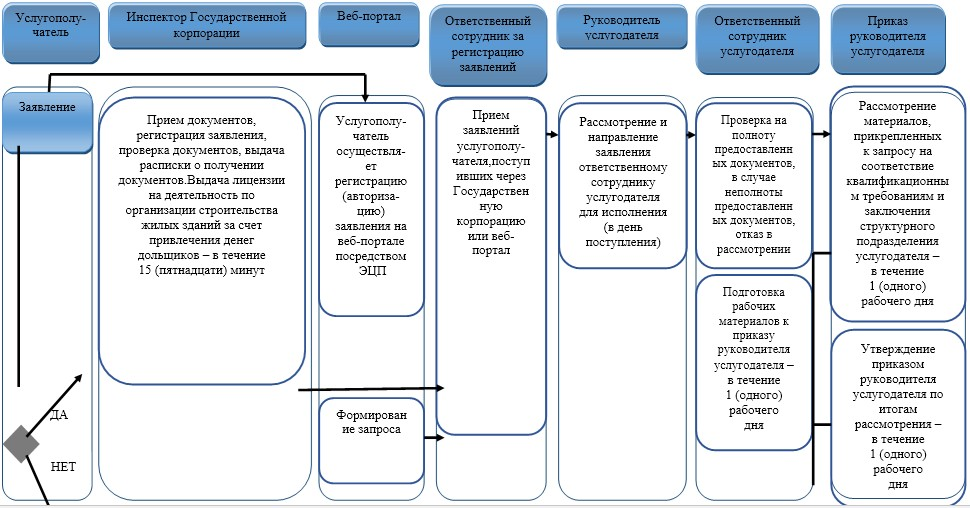 Услугополу-
чатель
Инспектор Государственной
корпорации
Веб-портал
Ответственный
сотрудник за
регистрацию
заявлений
Руководитель
услугодателя
Ответственный
сотрудник
услугодателя
Приказ
руководителя
услугодателя
Заявление
ДА
НЕТ
Прием документов,
регистрация заявления,
проверка документов, выдача
расписки о получении
документов.Выдача лицензии
на деятельность по
организации строительства
жилых зданий за счет
привлечения денег
дольщиков – в течение
15 (пятнадцати) минут
Услугополу-
чатель
осуществля-
ет
регистрацию
(авториза-
цию)
заявления на
веб-портале
посредством
ЭЦП
Формирован
ие запроса
Прием
заявлений
услугополу-
чателя,поступ
ивших через
Государствен
ную
корпорацию
или веб-
портал
Рассмотрение и
направление
заявления
ответственному
сотруднику
услугодателя
для исполнения
(в день
поступления)
Проверка на
полноту
предоставленн
ых документов,
в случае
неполноты
предоставленн
ых документов,
отказ в
рассмотрении
Подготовка
рабочих
материалов к
приказу
руководителя
услугодателя –
в течение
1 (одного)
рабочего
дня
Рассмотрение
материалов,
прикрепленных
к запросу на
соответствие
квалификационны
м требованиям и
заключения
структурного
подразделения
услугодателя –
в течение
1 (одного)
рабочего дня
Утверждение
приказом
руководителя
услугодателя по
итогам
рассмотрения –
в течение
1 (одного)
рабочего
дня